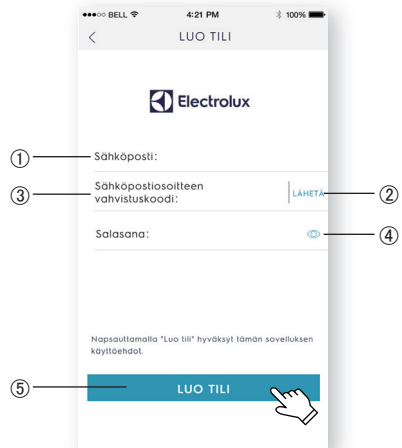 ●●●○○ BELL 4:21 PM 100%
LUO TILI
Electrolux
① Sähköposti:
③ Sähköpostiosoitteen
vahvistuskoodi: LÄHETÄ ②
Salasana: ④
Napsauttamalla "Luo tili" hyväksyt tämän sovelluksen
käyttöehdot.
⑤ LUO TILI